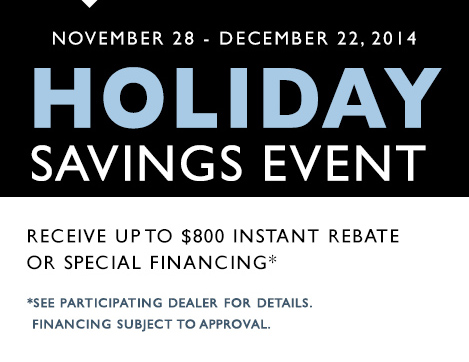 NOVEMBER 28 - DECEMBER 22, 2014
HOLIDAY
SAVINGS EVENT
RECEIVE UP TO $800 INSTANT REBATE
OR SPECIAL FINANCING*
*SEE PARTICIPATING DEALER FOR DETAILS.
FINANCING SUBJECT TO APPROVAL.